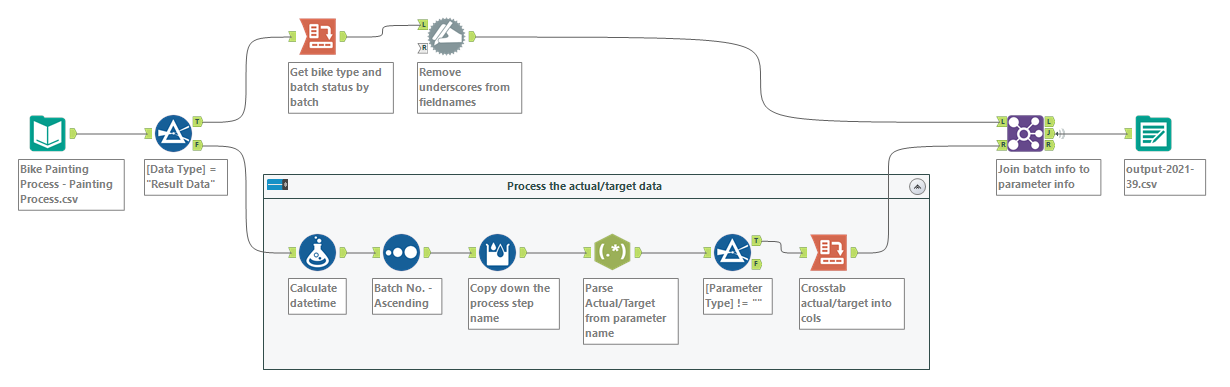 L
R
Get bike type and
batch status by
batch
Remove
underscores from
fieldnames
T
F
L
R
L
J
R
Bike Painting
Process - Painting
Process.csv
[Data Type] =
"Result Data"
Join batch info to
parameter info
output-2021-
39.csv
Process the actual/target data
(.*)
T
F
Calculate
datetime
Batch No. -
Ascending
Copy down the
process step
name
Parse
Actual/Target
from parameter
name
[Parameter
Type] != ""
Crosstab
actual/target into
cols